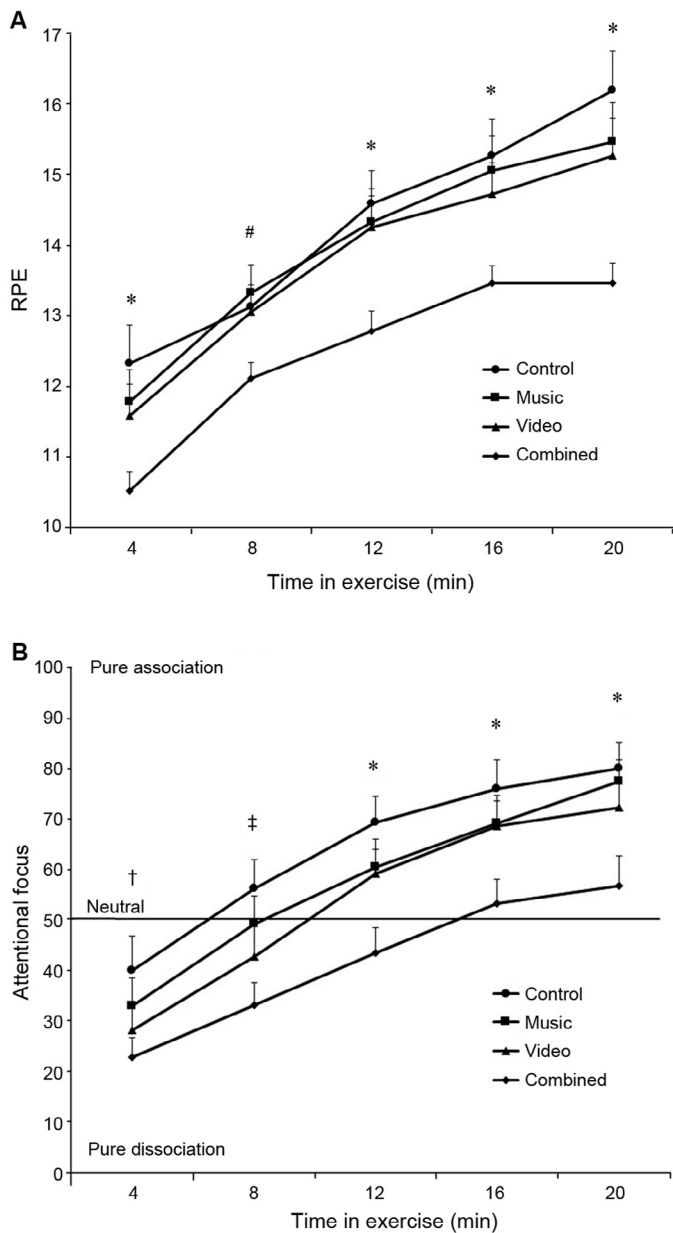 A
17
16
15
14
13
12
11
10
RPE
*
#
*
*
*
Control
Music
Video
Combined
4 8 12 16 20
Time in exercise (min)
B
100
90
80
70
60
50
40
30
20
10
0
Attentional focus
Pure association
*
*
*
‡
†
Neutral
Control
Music
Video
Combined
Pure dissociation
4 8 12 16 20
Time in exercise (min)